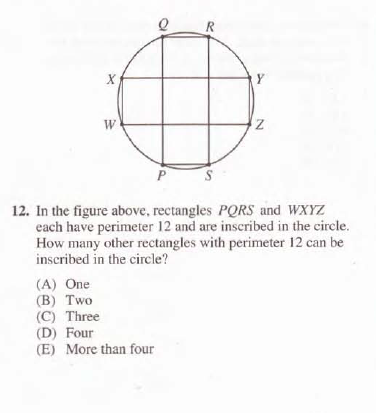 Q R
X Y
W Z
P S
12. In the figure above, rectangles PQRS and WXYZ
each have perimeter 12 and are inscribed in the circle.
How many other rectangles with perimeter 12 can be
inscribed in the circle?
(A) One
(B) Two
(C) Three
(D) Four
(E) More than four